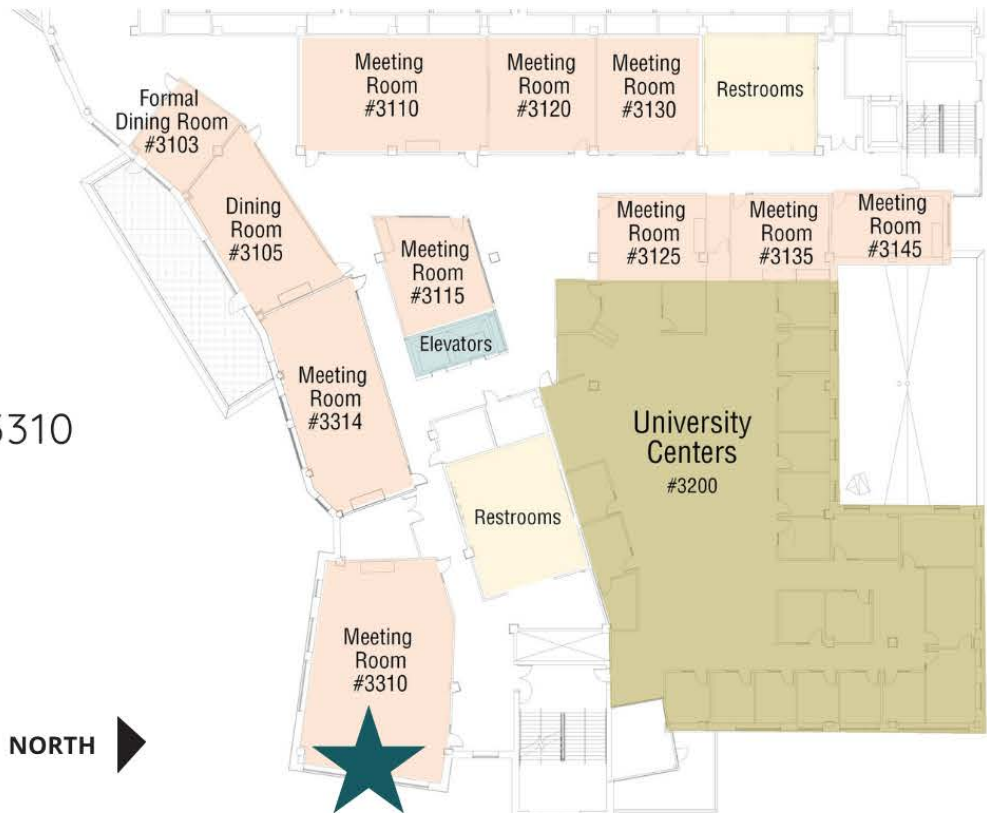 Meeting
Room
#3110
Meeting
Room
#3120
Meeting
Room
#3130
Restrooms
Formal
Dining Room
#3103
Dining
Room
#3105
Meeting
Room
#3115
Elevators
Meeting
Room
#3125
Meeting
Room
#3135
Meeting
Room
#3145
Meeting
Room
#3314
3310
University
Centers
#3200
Restrooms
Meeting
Room
#3310
NORTH